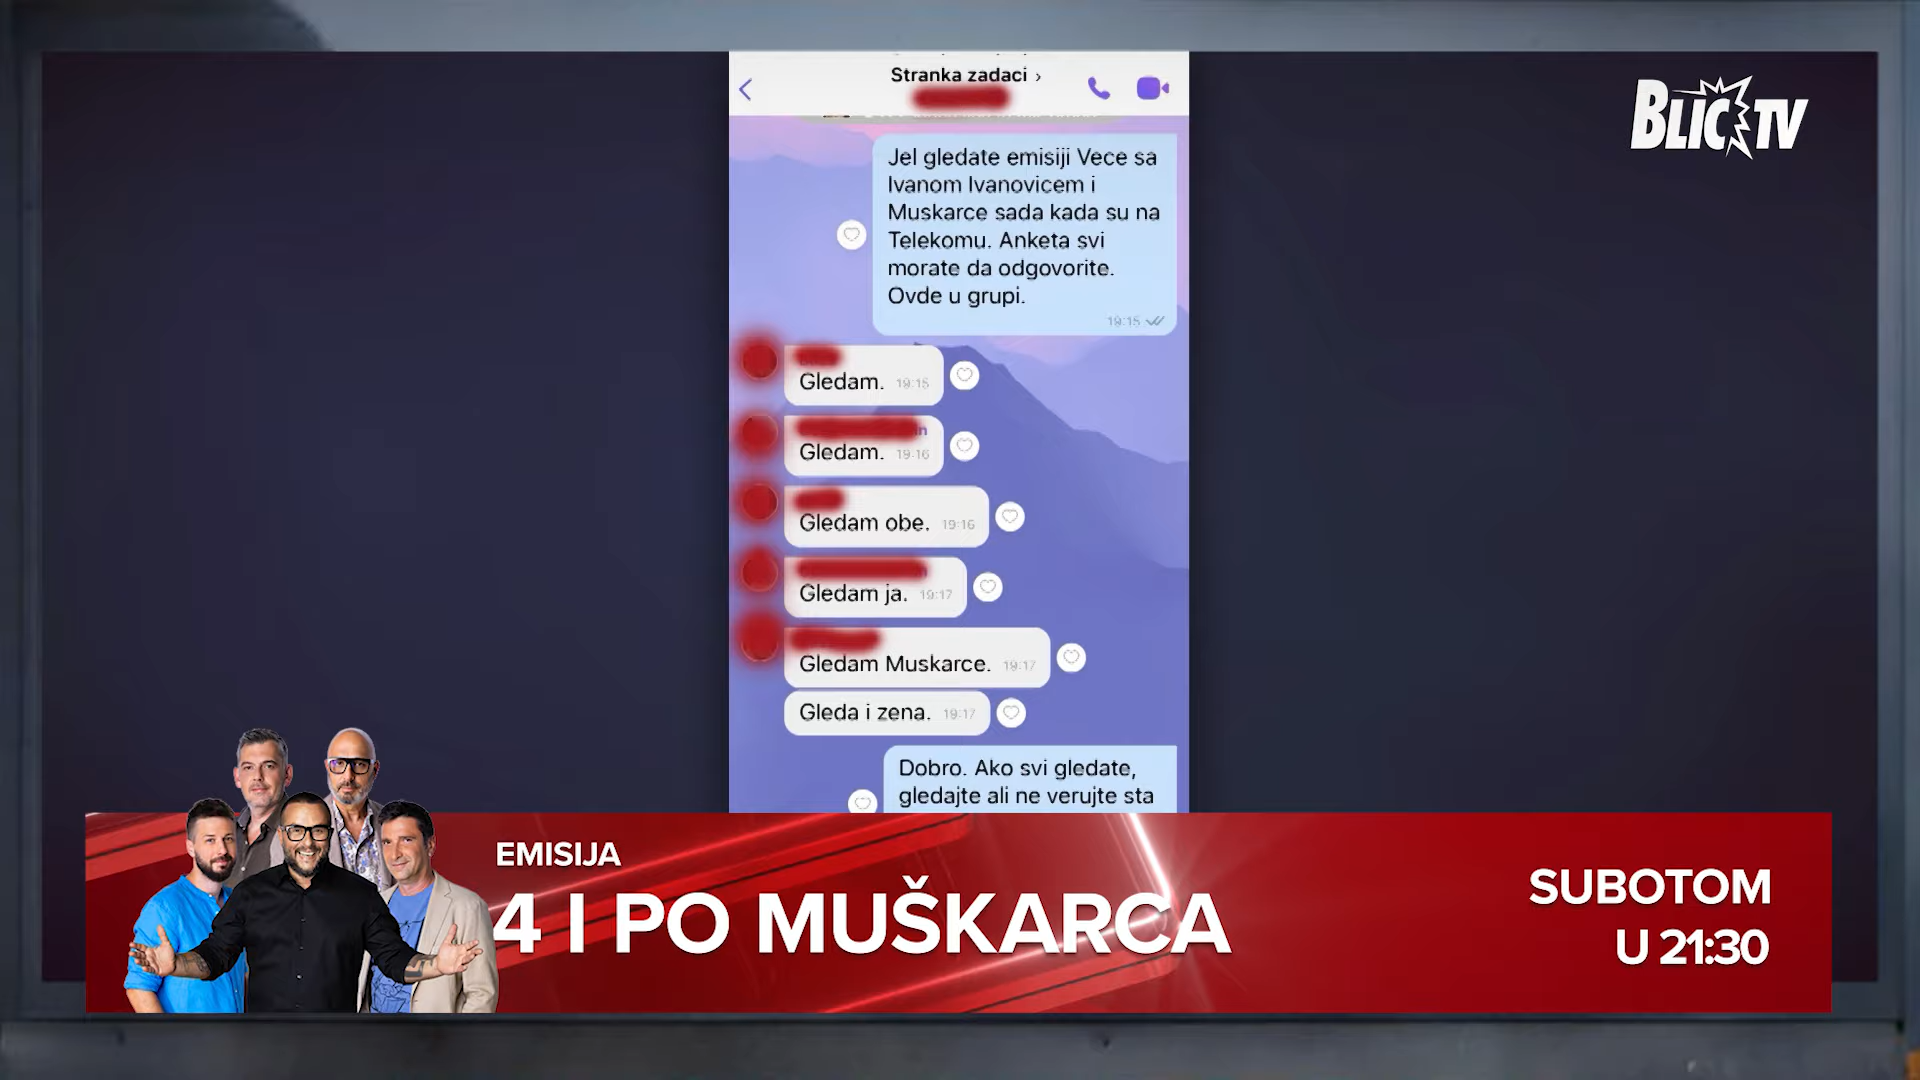 Stranka zadaci ›
BLIC TV
Jel gledate emisiji Vece sa
Ivanom Ivanovicem i
Muskarce sada kada su na
Telekomu. Anketa svi
morate da odgovorite.
Ovde u grupi.
19:15
Gledam. 19:15
Gledam. 19:16
Gledam obe. 19:16
Gledam ja. 19:17
Gledam Muskarce. 19:17
Gleda i zena. 19:17
Dobro. Ako svi gledate,
gledajte ali ne verujte sta
EMISIJA
4 I PO MUŠKARCA
SUBOTOM
U 21:30